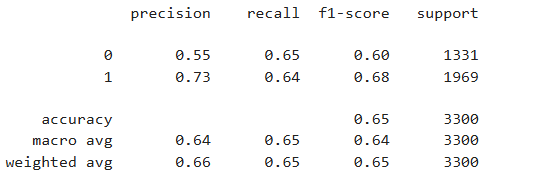 precision recall f1-score support
0 0.55 0.65 0.60 1331
1 0.73 0.64 0.68 1969
accuracy 0.65 3300
macro avg 0.64 0.65 0.64 3300
weighted avg 0.66 0.65 0.65 3300